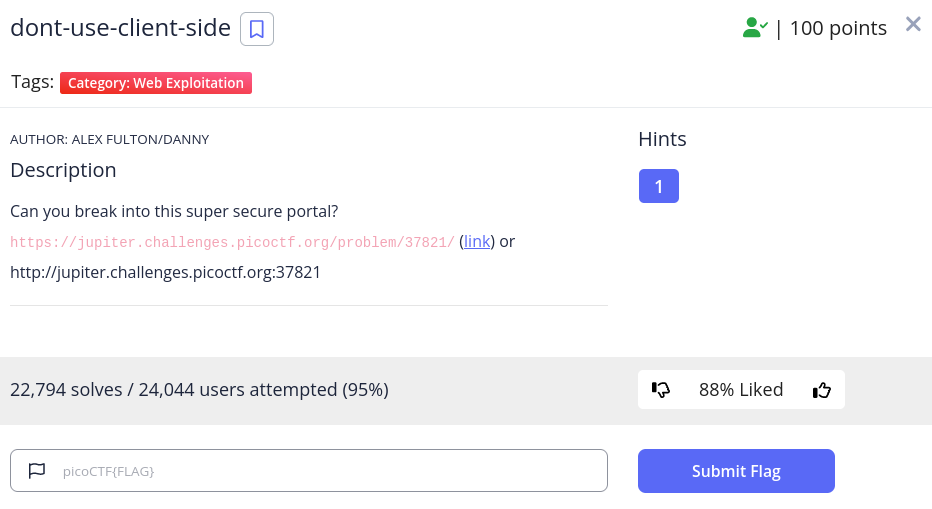 dont-use-client-side
| 100 points
Tags: Category: Web Exploitation
AUTHOR: ALEX FULTON/DANNY
Description
Can you break into this super secure portal?
https://jupiter.challenges.picoctf.org/problem/37821/ (link) or
http://jupiter.challenges.picoctf.org:37821
Hints
1
22,794 solves / 24,044 users attempted (95%)
88% Liked
picoCTF{FLAG}
Submit Flag